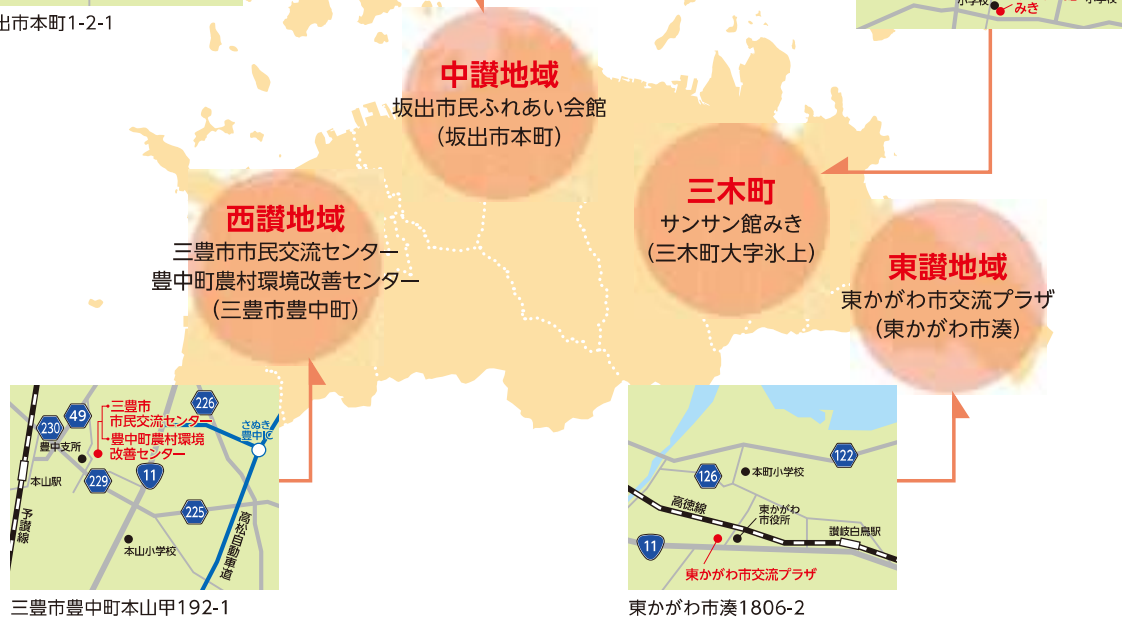 出市本町1-2-1
小学校
みき
中讃地域
坂出市民ふれあい会館
(坂出市本町)
三木町
サンサン館みき
(三木町大字氷上)
西讃地域
三豊市市民交流センター
豊中町農村環境改善センター
(三豊市豊中町)
東讃地域
東かがわ市交流プラザ
(東かがわ市湊)
三豊市
市民交流センター
豊中町農村環境
改善センター
226
49
230
さぬき
豊中IC
豊中支所
11
229
本山駅
225
予讃線
高松自動車道
本山小学校
三豊市豊中町本山甲192-1
122
126
本町小学校
高徳線
東かがわ
市役所
讃岐白鳥駅
11
東かがわ市交流プラザ
東かがわ市湊1806-2